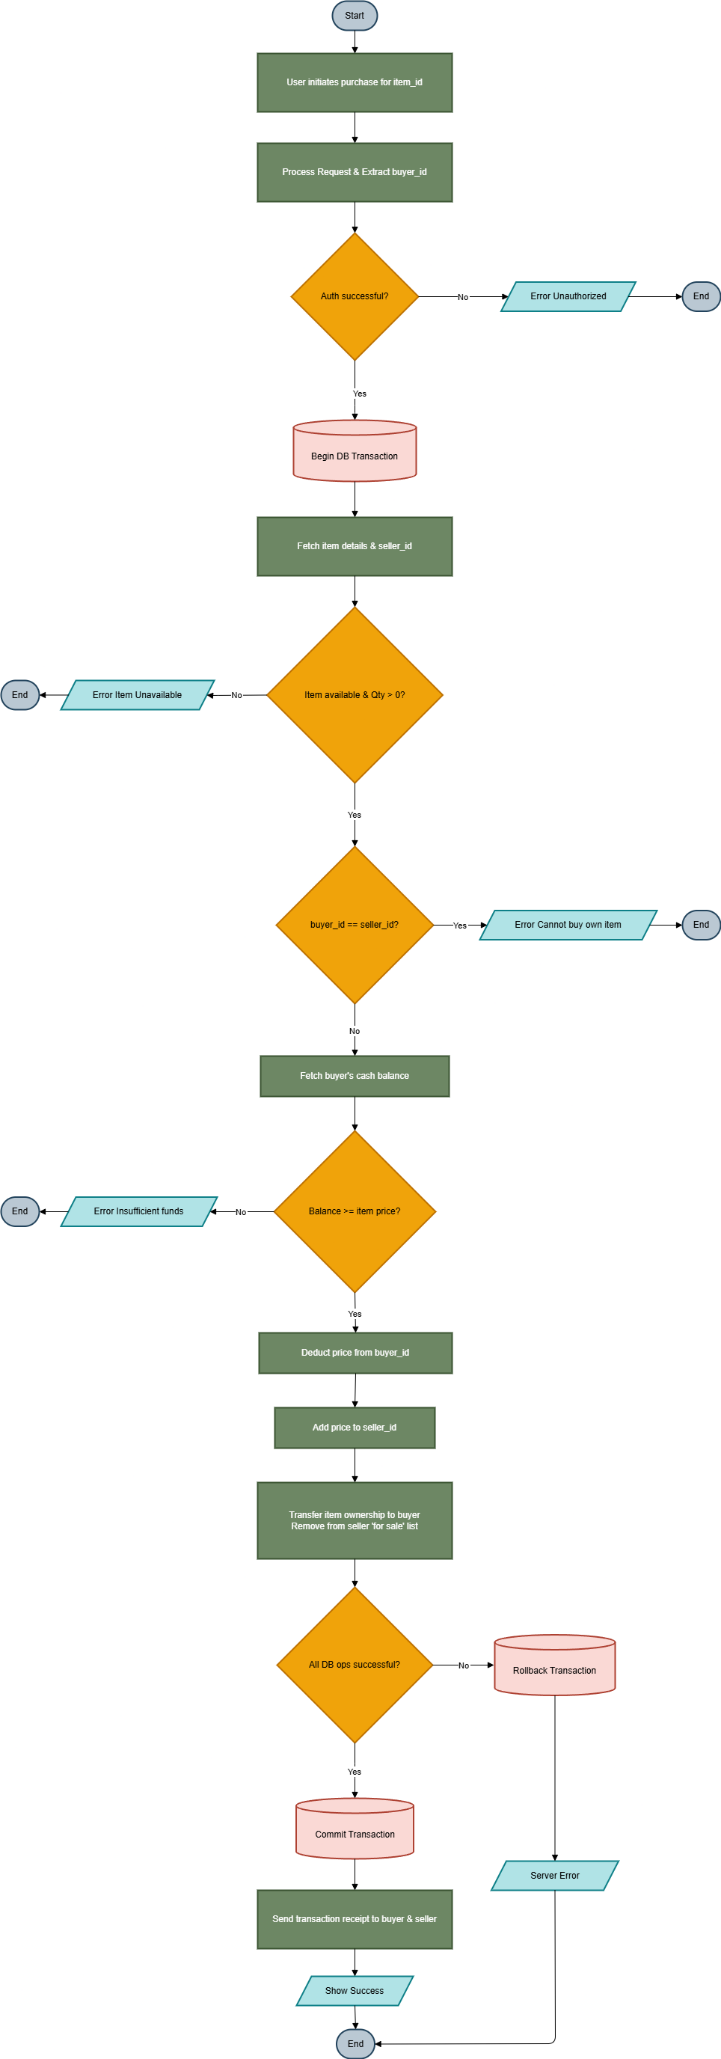 Start
User initiates purchase for item_id
Process Request & Extract buyer_id
Auth successful?
No
Error Unauthorized
End
Yes
Begin DB Transaction
Fetch item details & seller_id
End
Error Item Unavailable
No
Item available & Qty > 0?
Yes
buyer_id == seller_id?
Yes
Error Cannot buy own item
End
No
Fetch buyer's cash balance
End
Error Insufficient funds
No
Balance >= item price?
Yes
Deduct price from buyer_id
Add price to seller_id
Transfer item ownership to buyer
Remove from seller 'for sale' list
All DB ops successful?
No
Rollback Transaction
Yes
Commit Transaction
Server Error
Send transaction receipt to buyer & seller
Show Success
End